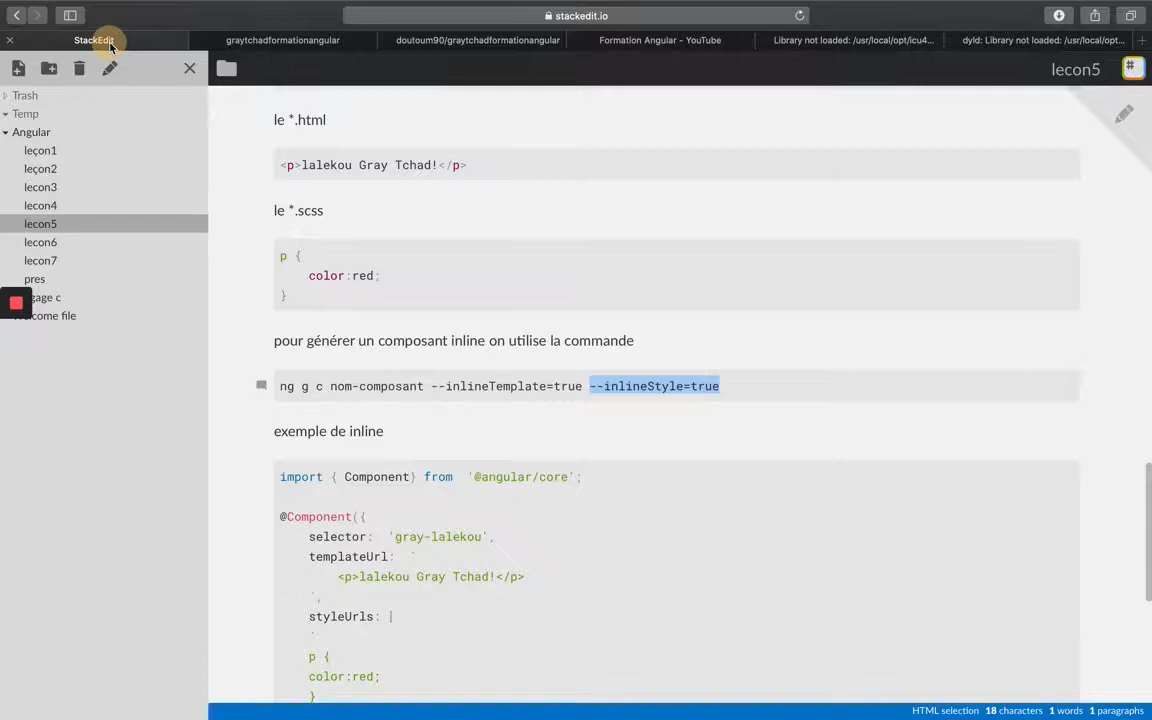 stackedit.io
StackEdit
graytchadformationangular
doutoum90/graytchadformationangular
Formation Angular - YouTube
Library not loaded: /usr/local/opt/icu4...
dyld: Library not loaded: /usr/local/opt...
lecon5
Trash
Temp
Angular
leçon1
leçon2
lecon3
lecon4
lecon5
lecon6
lecon7
pres
gage c
lcome file
le *.html
<p>lalekou Gray Tchad!</p>
le *.scss
p {
color:red;
}
pour générer un composant inline on utilise la commande
ng g c nom-composant --inlineTemplate=true --inlineStyle=true
exemple de inline
import { Component} from '@angular/core';
@Component({
selector: 'gray-lalekou',
templateUrl: `
<p>lalekou Gray Tchad!</p>
`,
styleUrls: [
`
p {
color:red;
}
HTML selection 18 characters 1 words 1 paragraphs